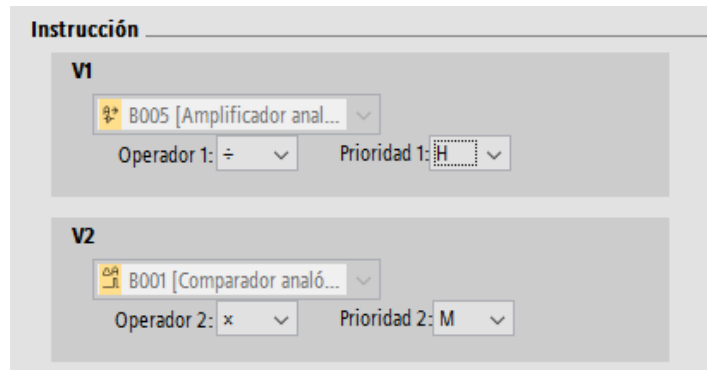 Instrucción
V1
B005 [Amplificador anal...
Operador 1: ÷ Prioridad 1: H
V2
B001 [Comparador analó...
Operador 2: × Prioridad 2: M